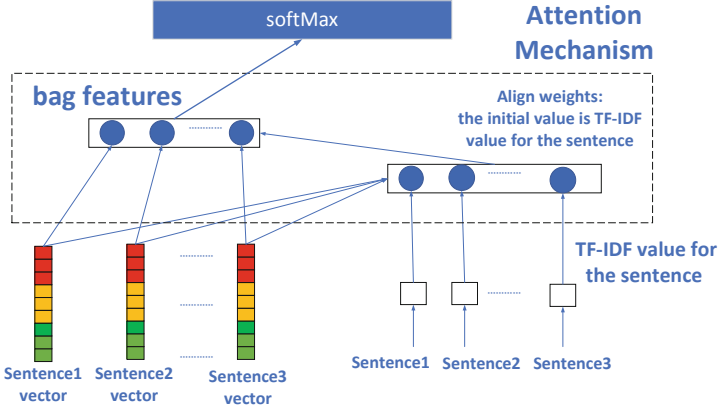 softMax
Attention
Mechanism
bag features
Align weights:
the initial value is TF-IDF
value for the sentence
TF-IDF value for
the sentence
Sentence1
Sentence2
Sentence3
Sentence1
vector
Sentence2
vector
Sentence3
vector